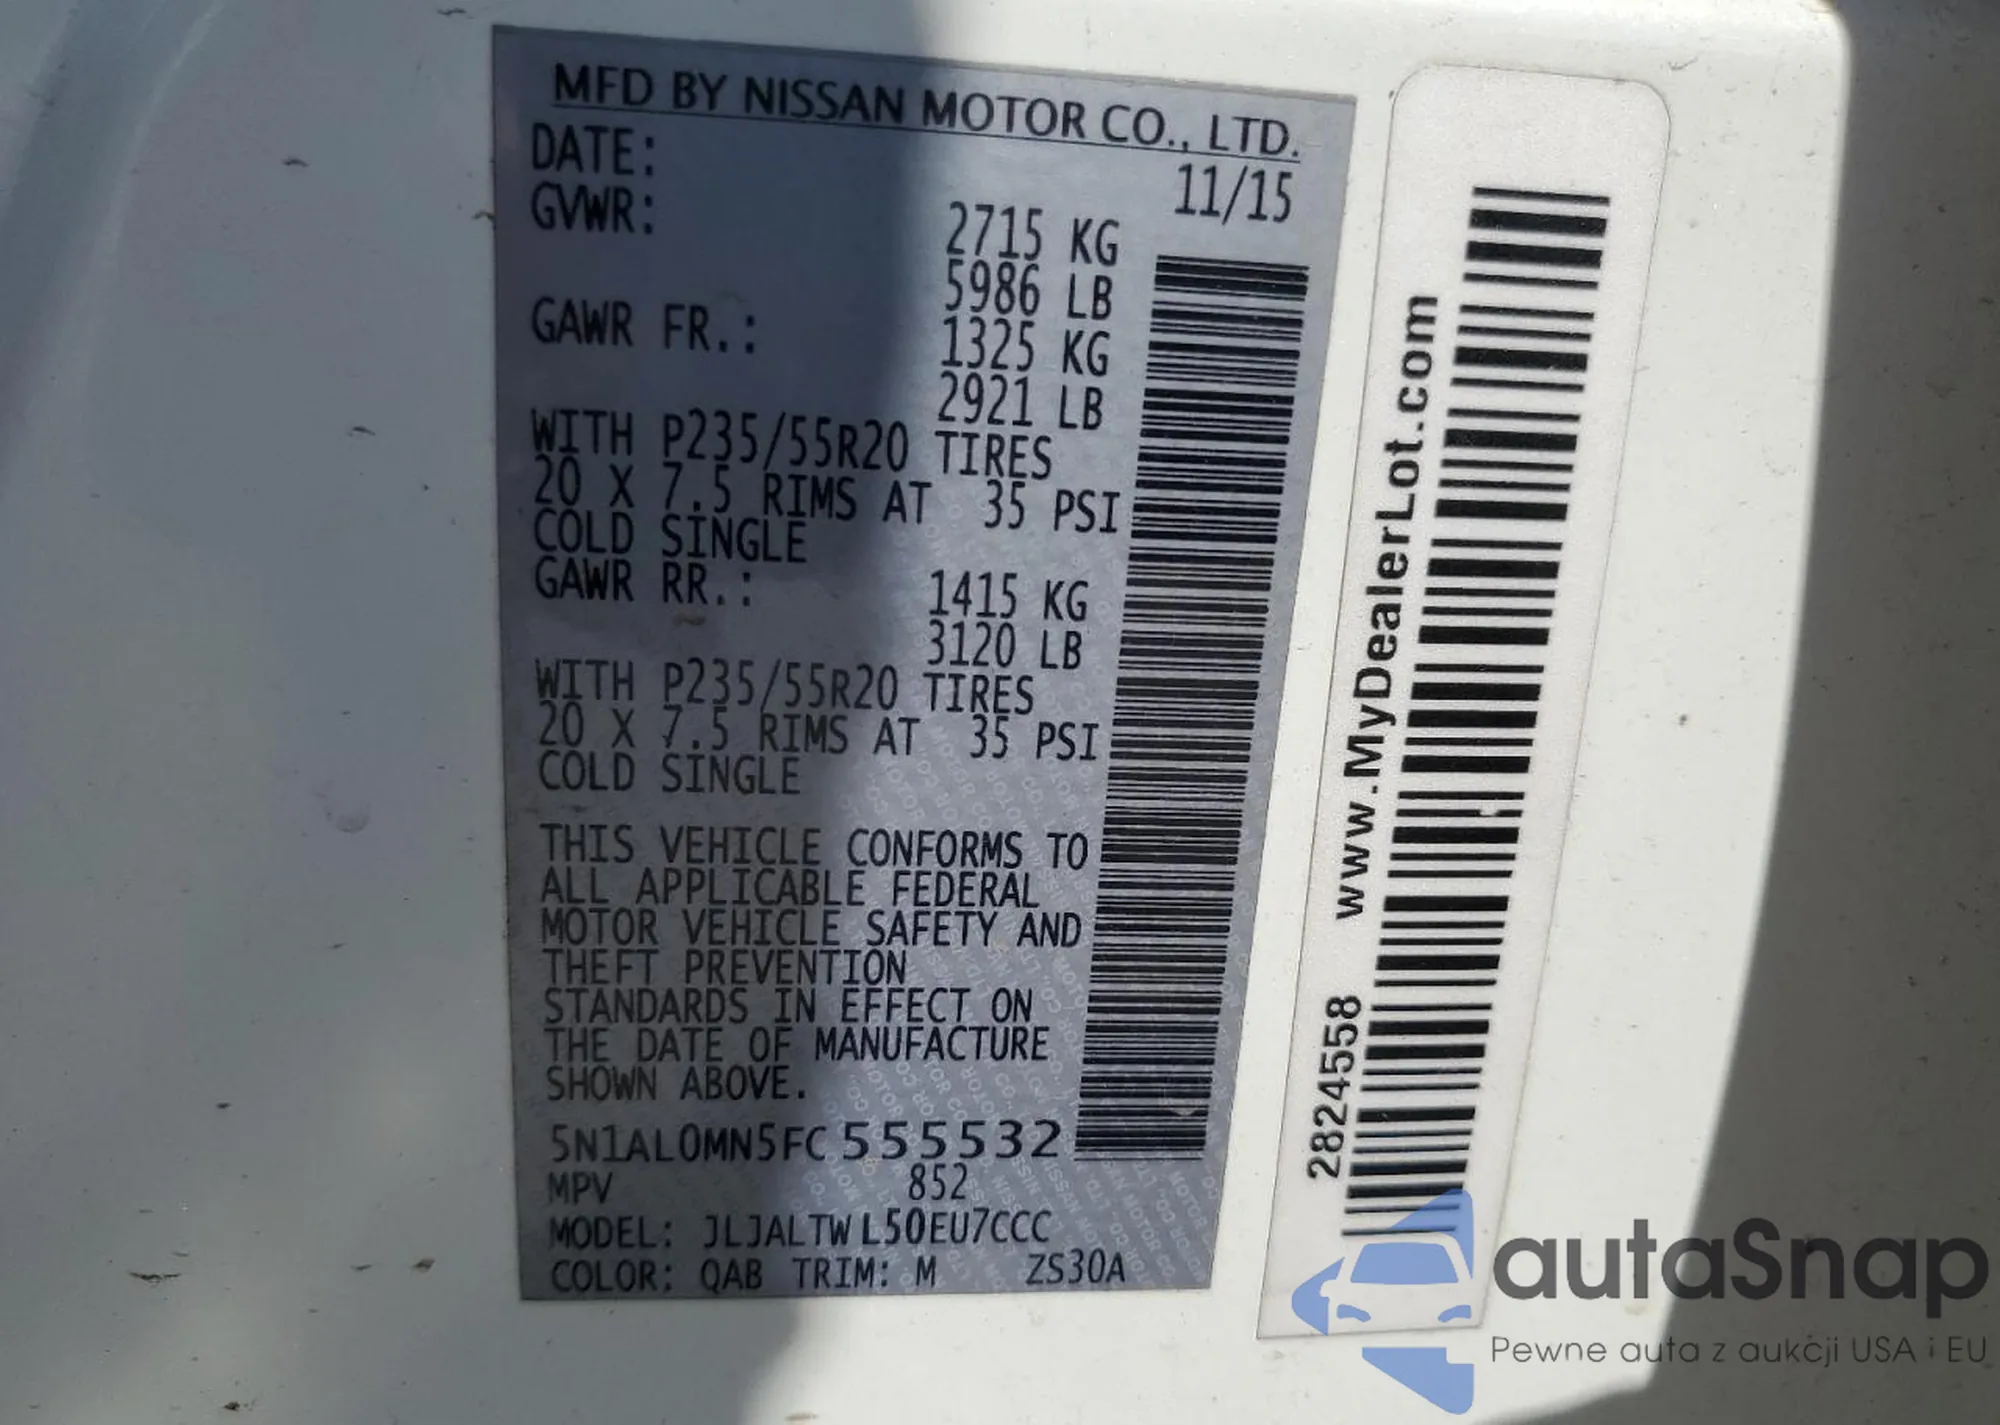 MFD BY NISSAN MOTOR CO., LTD.
DATE: 11/15
GVWR: 2715 KG
5986 LB
GAWR FR.: 1325 KG
2921 LB
WITH P235/55R20 TIRES
20 X 7.5 RIMS AT 35 PSI
COLD SINGLE
GAWR RR.: 1415 KG
3120 LB
WITH P235/55R20 TIRES
20 X 7.5 RIMS AT 35 PSI
COLD SINGLE
THIS VEHICLE CONFORMS TO
ALL APPLICABLE FEDERAL
MOTOR VEHICLE SAFETY AND
THEFT PREVENTION
STANDARDS IN EFFECT ON
THE DATE OF MANUFACTURE
SHOWN ABOVE.
5N1AL0MN5FC555532
MPV 852
MODEL: JLJALTWL50EU7CCC
COLOR: QAB TRIM: M ZS30A
2824558 www.MyDealerLot.com
autaSnap
Pewne auta z aukcji USA i EU